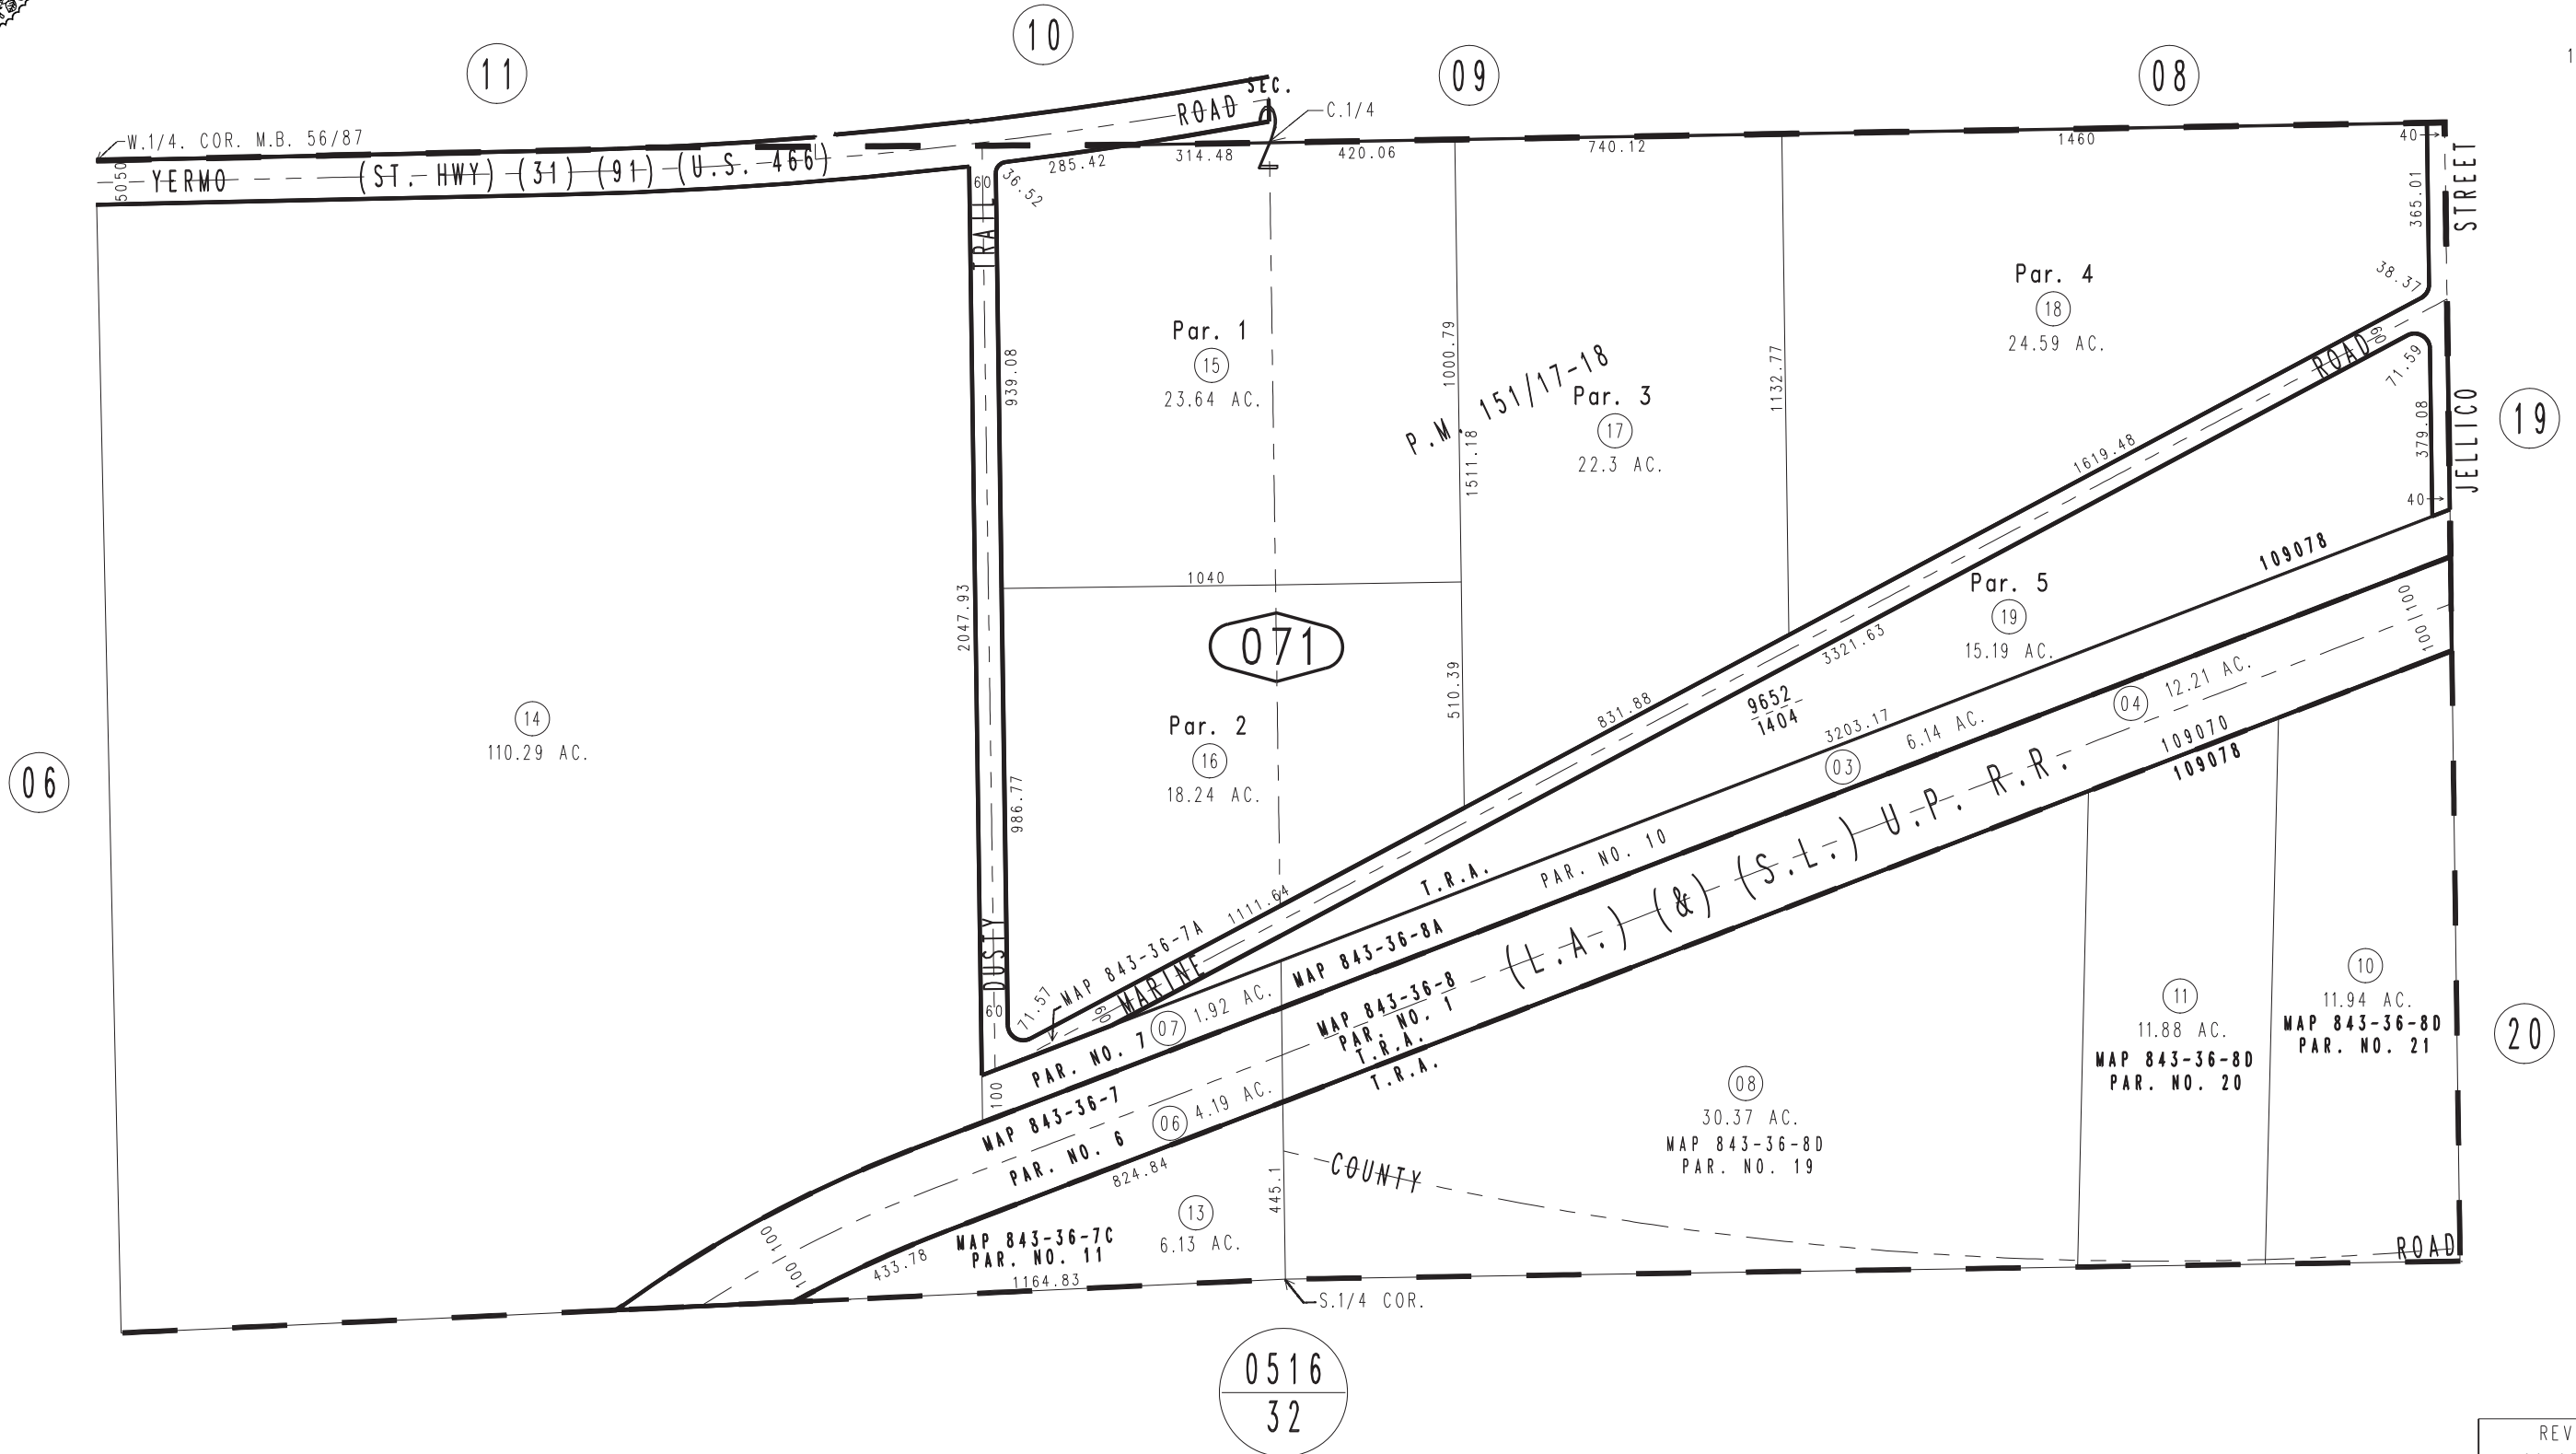 10
11
09
08
W.1/4. COR. M.B. 56/87
SEC.
2
C.1/4
ROAD
YERMO (ST. HWY) (31) (91) (U.S. 466)
50 50
285.42
314.48
420.06
740.12
1460
40
60
36.52
TRAIL
STREET
365.01
38.37
Par. 1
15
23.64 AC.
939.08
1000.79
1511.18
P.M. 151/17-18
Par. 3
17
22.3 AC.
1132.77
Par. 4
18
24.59 AC.
ROAD
60
71.59
379.08
40
JELICO
19
1619.48
109078
1040
071
2047.93
510.39
Par. 5
19
15.19 AC.
3321.63
831.88
9652
1404
3203.17
03
6.14 AC.
04
12.21 AC.
100 100
109070
109078
14
110.29 AC.
06
Par. 2
16
18.24 AC.
986.77
DUSTY
60
71.57
MAP 843-36-7A
1111.64
60
MARINE
T.R.A.
PAR. NO. 10
(L.A.) (&) (S.L.) U.P. R.R.
PAR. NO. 7
07
1.92 AC.
MAP 843-36-8A
100
MAP 843-36-8
PAR. NO. 1
T.R.A.
T.R.A.
MAP 843-36-7
PAR. NO. 6
06
4.19 AC.
824.84
445.1
COUNTY
08
30.37 AC.
MAP 843-36-8D
PAR. NO. 19
11
11.88 AC.
MAP 843-36-8D
PAR. NO. 20
10
11.94 AC.
MAP 843-36-8D
PAR. NO. 21
20
100 100
433.78
MAP 843-36-7C
PAR. NO. 11
13
6.13 AC.
1164.83
ROAD
S.1/4 COR.
0516
32
REV